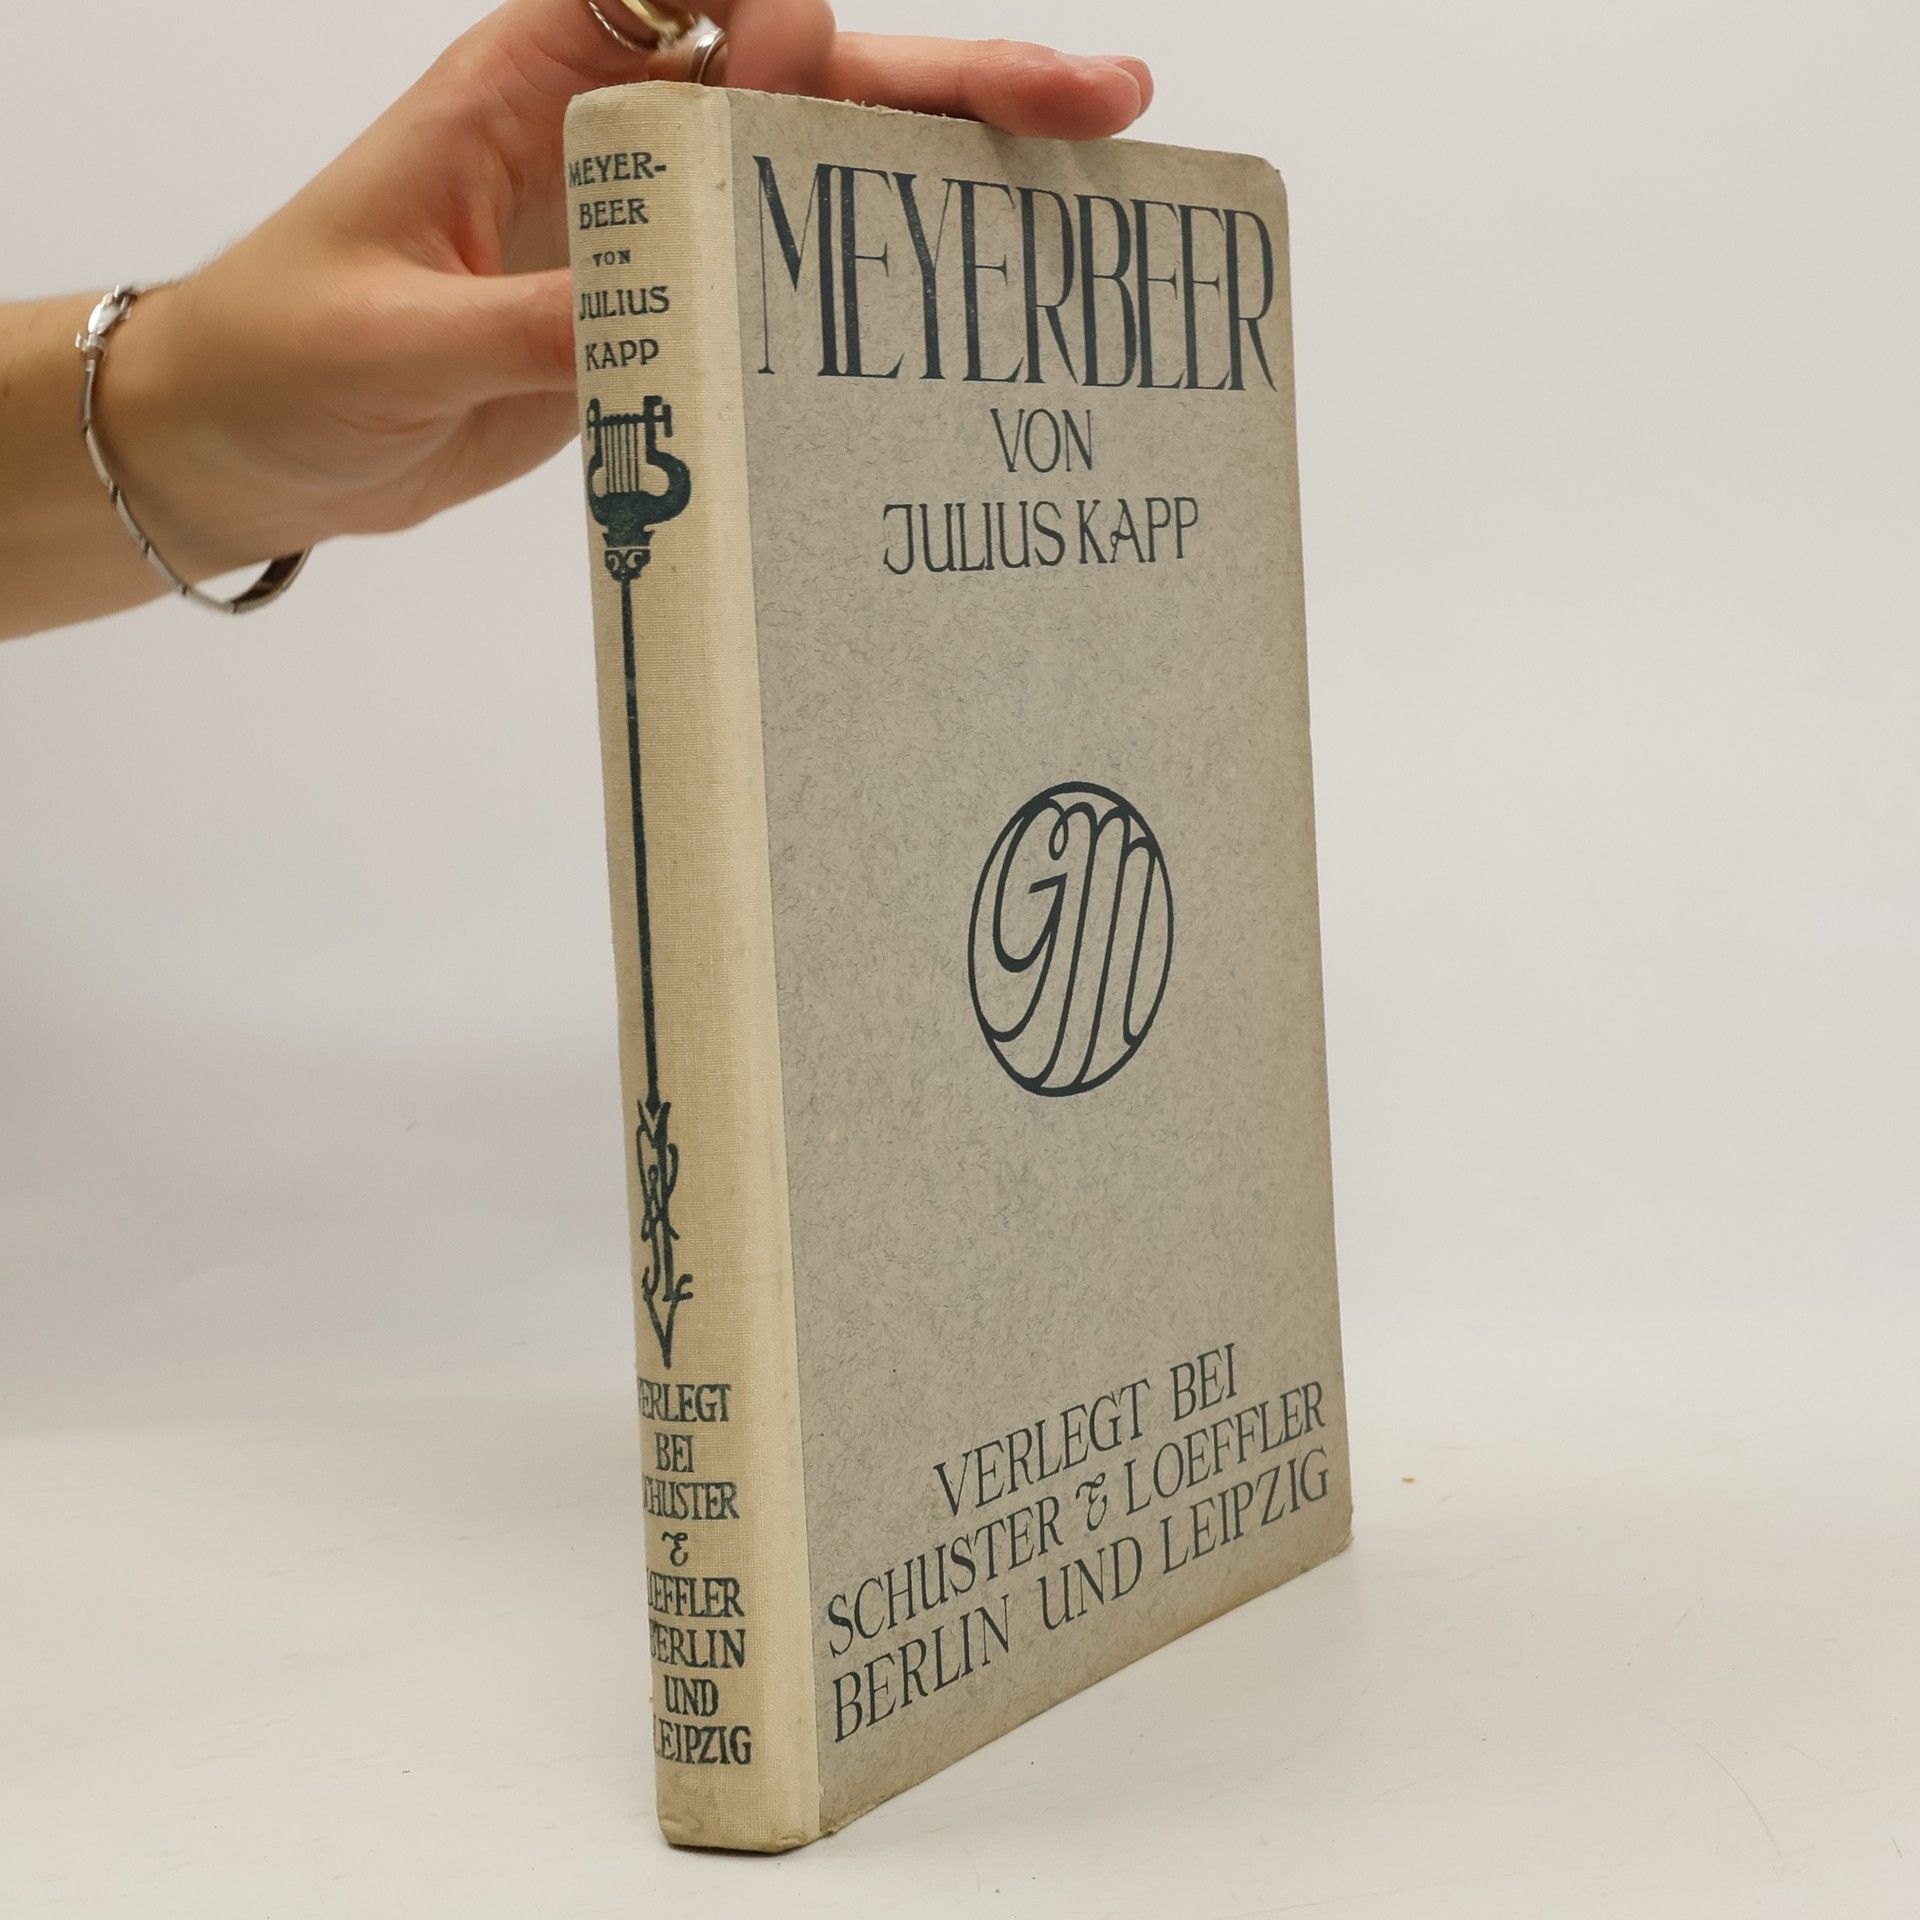 MEYER-
BEER
VON
JULIUS
KAPP
VERLEGT
BEI
SCHUSTER
&
LOEFFLER
BERLIN
UND
LEIPZIG
MEYERBEER
VON
JULIUS KAPP
GM
VERLEGT BEI
SCHUSTER & LOEFFLER
BERLIN UND LEIPZIG